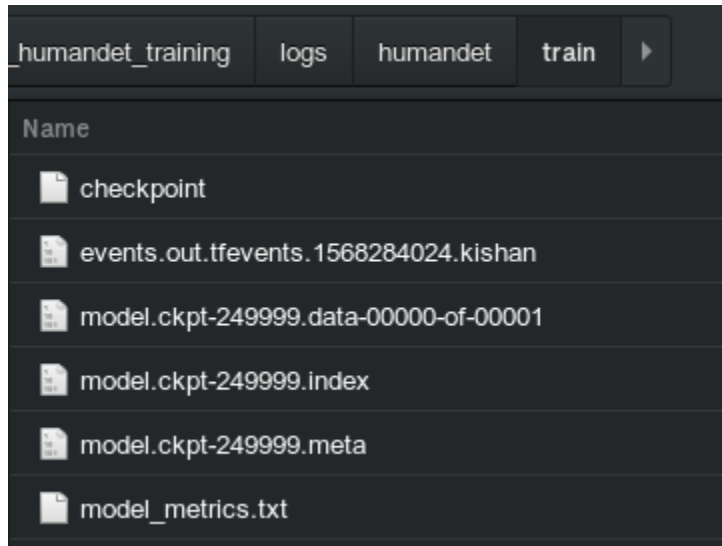 _humandet_training logs humandet train
Name
checkpoint
events.out.tfevents.1568284024.kishan
model.ckpt-249999.data-00000-of-00001
model.ckpt-249999.index
model.ckpt-249999.meta
model_metrics.txt